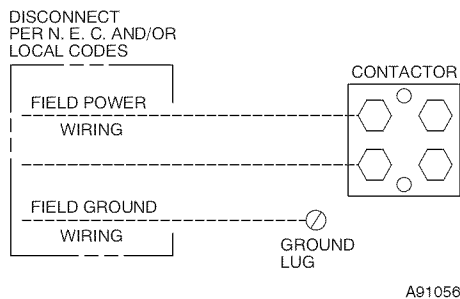 DISCONNECT
PER N. E. C. AND/OR
LOCAL CODES
CONTACTOR
FIELD POWER
WIRING
FIELD GROUND
WIRING
GROUND
LUG
A91056